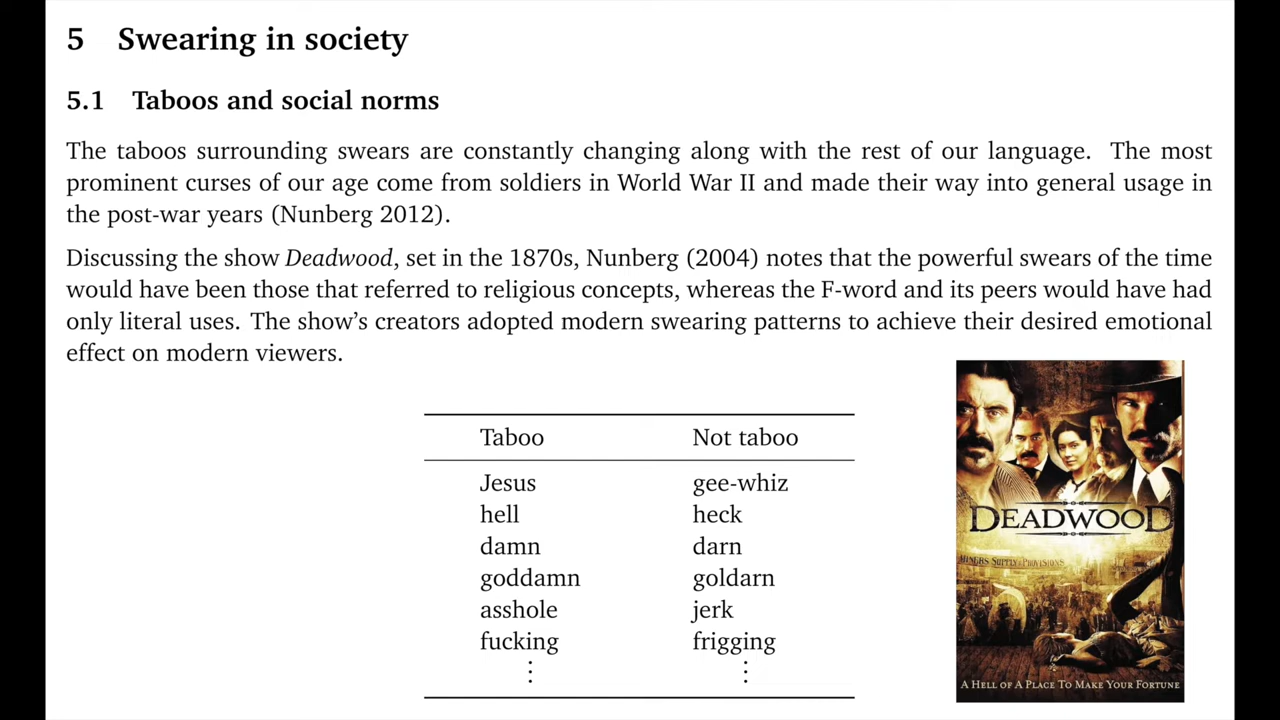 5 Swearing in society
5.1 Taboos and social norms
The taboos surrounding swears are constantly changing along with the rest of our language. The most
prominent curses of our age come from soldiers in World War II and made their way into general usage in
the post-war years (Nunberg 2012).
Discussing the show Deadwood, set in the 1870s, Nunberg (2004) notes that the powerful swears of the time
would have been those that referred to religious concepts, whereas the F-word and its peers would have had
only literal uses. The show's creators adopted modern swearing patterns to achieve their desired emotional
effect on modern viewers.
Taboo Not taboo
Jesus gee-whiz
hell heck
damn darn
goddamn goldarn
asshole jerk
fucking frigging
⋮ ⋮
DEADWOOD
MINERS SUPPLY & PROVISIONS
A HELL OF A PLACE TO MAKE YOUR FORTUNE